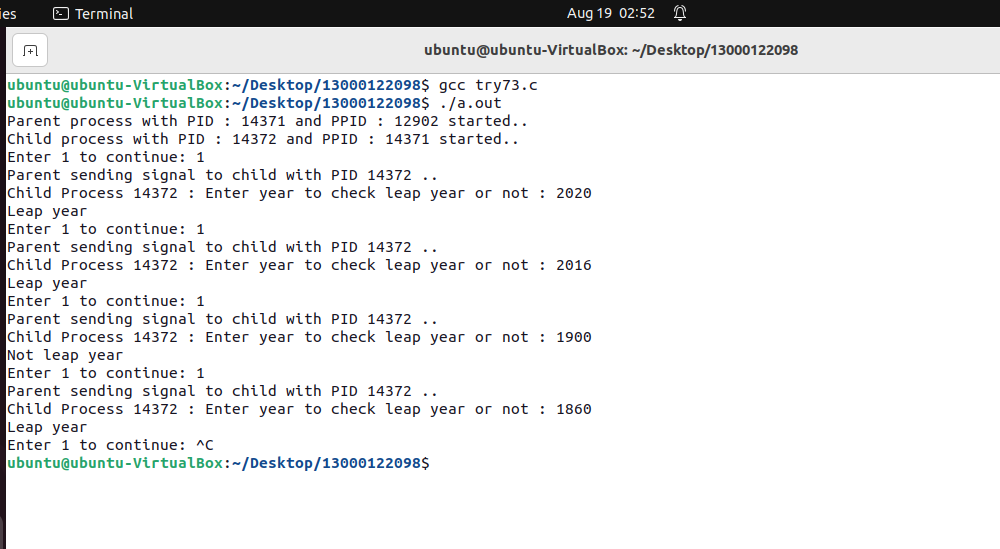 ies
Terminal
Aug 19 02:52
ubuntu@ubuntu-VirtualBox: ~/Desktop/13000122098
ubuntu@ubuntu-VirtualBox:~/Desktop/13000122098$ gcc try73.c
ubuntu@ubuntu-VirtualBox:~/Desktop/13000122098$ ./a.out
Parent process with PID : 14371 and PPID : 12902 started..
Child process with PID : 14372 and PPID : 14371 started..
Enter 1 to continue: 1
Parent sending signal to child with PID 14372 ..
Child Process 14372 : Enter year to check leap year or not : 2020
Leap year
Enter 1 to continue: 1
Parent sending signal to child with PID 14372 ..
Child Process 14372 : Enter year to check leap year or not : 2016
Leap year
Enter 1 to continue: 1
Parent sending signal to child with PID 14372 ..
Child Process 14372 : Enter year to check leap year or not : 1900
Not leap year
Enter 1 to continue: 1
Parent sending signal to child with PID 14372 ..
Child Process 14372 : Enter year to check leap year or not : 1860
Leap year
Enter 1 to continue: ^C
ubuntu@ubuntu-VirtualBox:~/Desktop/13000122098$